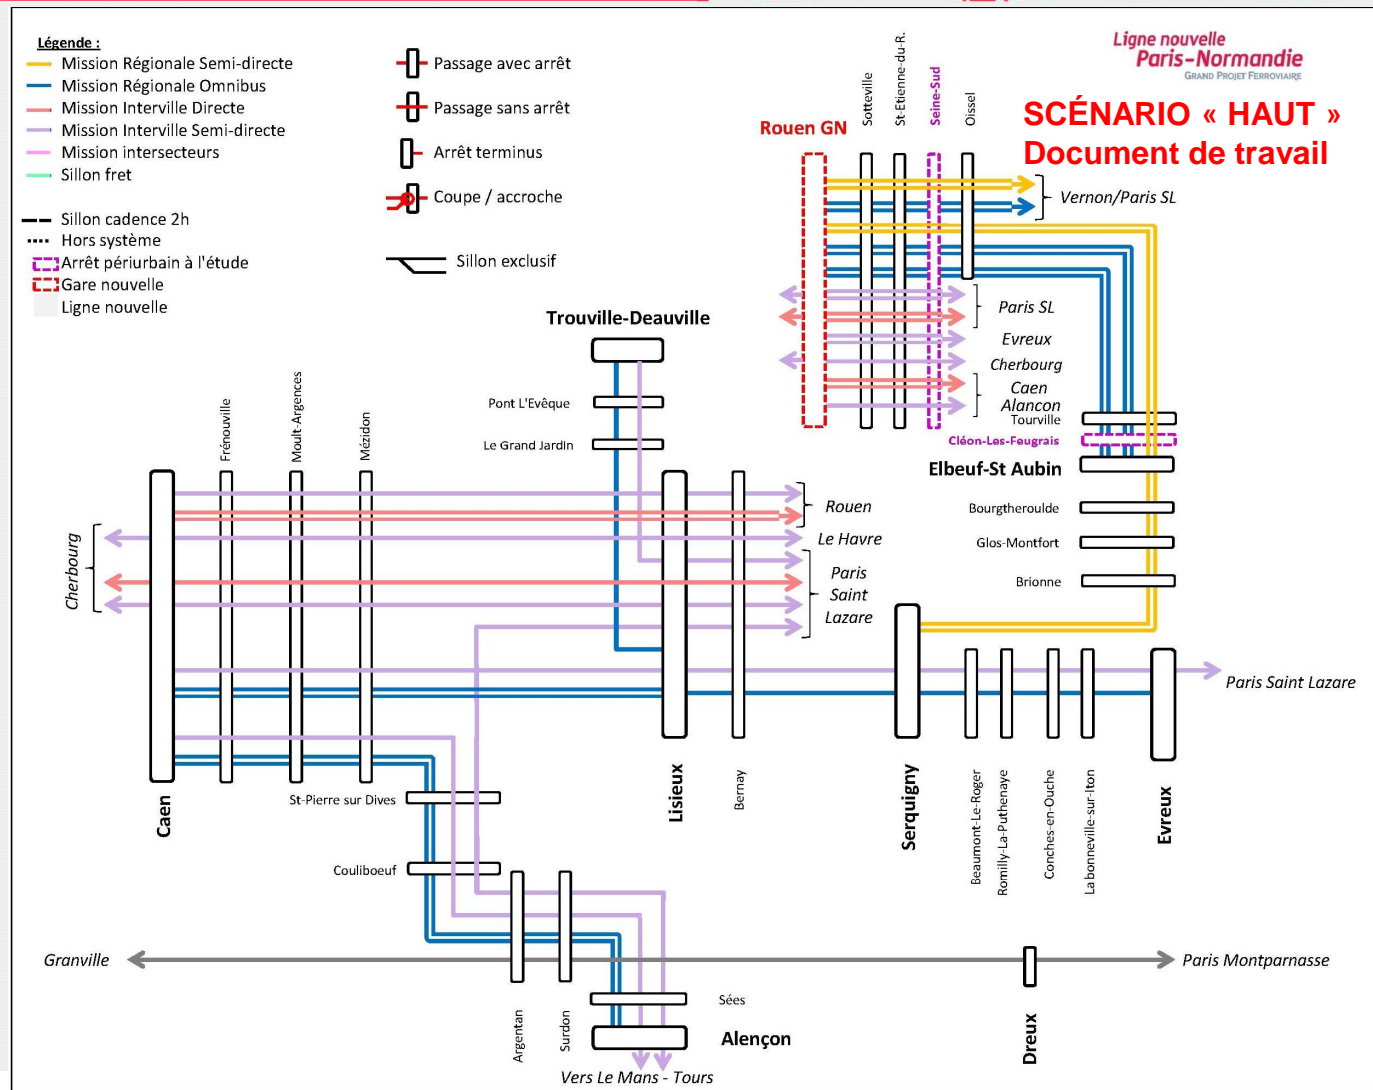 Légende :
Mission Régionale Semi-directe
Mission Régionale Omnibus
Mission Interville Directe
Mission Interville Semi-directe
Mission intersecteurs
Sillon fret
Sillon cadence 2h
Hors système
Arrêt périurbain à l'étude
Gare nouvelle
Ligne nouvelle
Passage avec arrêt
Passage sans arrêt
Arrêt terminus
Coupe / accroche
Sillon exclusif
Ligne nouvelle
Paris-Normandie
GRAND PROJET FERROVIAIRE
SCÉNARIO « HAUT »
Document de travail
Rouen GN
Sotteville
St-Etienne-du-R.
Seine-Sud
Oissel
Vernon/Paris SL
Paris SL
Evreux
Cherbourg
Caen
Alancon
Tourville
Cléon-Les-Feugrais
Elbeuf-St Aubin
Bourgtheroulde
Glos-Montfort
Brionne
Trouville-Deauville
Pont L'Evêque
Le Grand JardIn
Frénouville
Moult-Argences
Mézidon
Rouen
Le Havre
Paris
Saint
Lazare
Cherbourg
Paris Saint Lazare
Caen
St-Pierre sur Dives
Lisieux
Bernay
Serquigny
Beaumont-Le-Roger
Romilly-La-Puthenaye
Conches-en-Ouche
Labonneville-sur-Iton
Evreux
Couliboeuf
Granville
Paris Montparnasse
Argentan
Surdon
Sées
Alençon
Dreux
Vers Le Mans - Tours